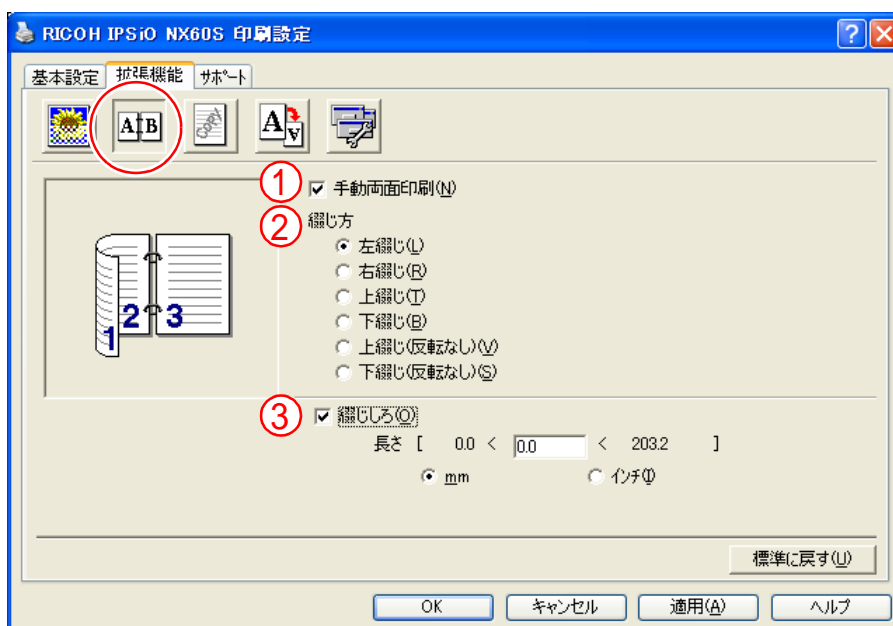 RICOH IPSiO NX60S 印刷設定
基本設定 拡張機能 サポート
A B COPY A A
① 手動両面印刷(N)
② 綴じ方
左綴じ(L)
右綴じ(R)
上綴じ(T)
下綴じ(B)
上綴じ(反転なし)(V)
下綴じ(反転なし)(S)
1 2 3
③ 綴じしろ(O)
長さ [ 0.0 < 0.0 < 203.2 ]
mm インチ(I)
標準に戻す(U)
OK キャンセル 適用(A) ヘルプ